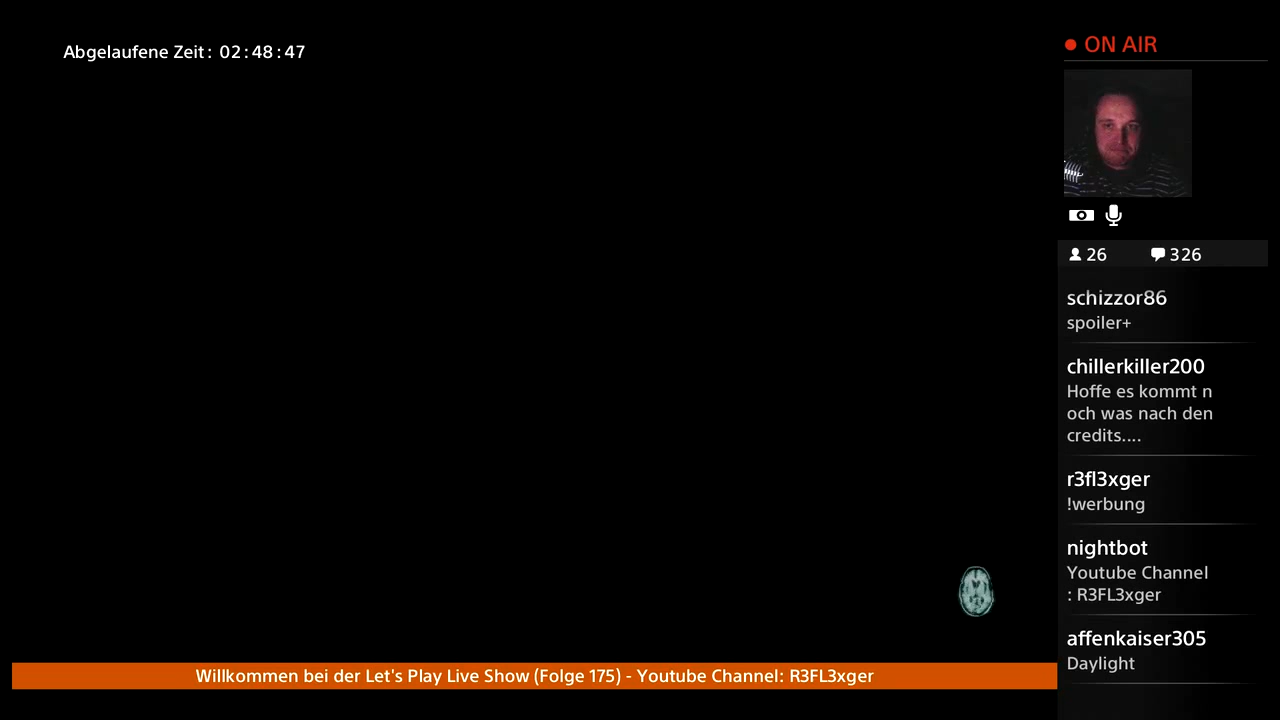 Abgelaufene Zeit: 02:48:47
ON AIR
26 326
schizzor86
spoiler+
chillerkiller200
Hoffe es kommt n
och was nach den
credits....
r3fl3xger
!werbung
nightbot
Youtube Channel
: R3FL3xger
affenkaiser305
Daylight
Willkommen bei der Let's Play Live Show (Folge 175) - Youtube Channel: R3FL3xger